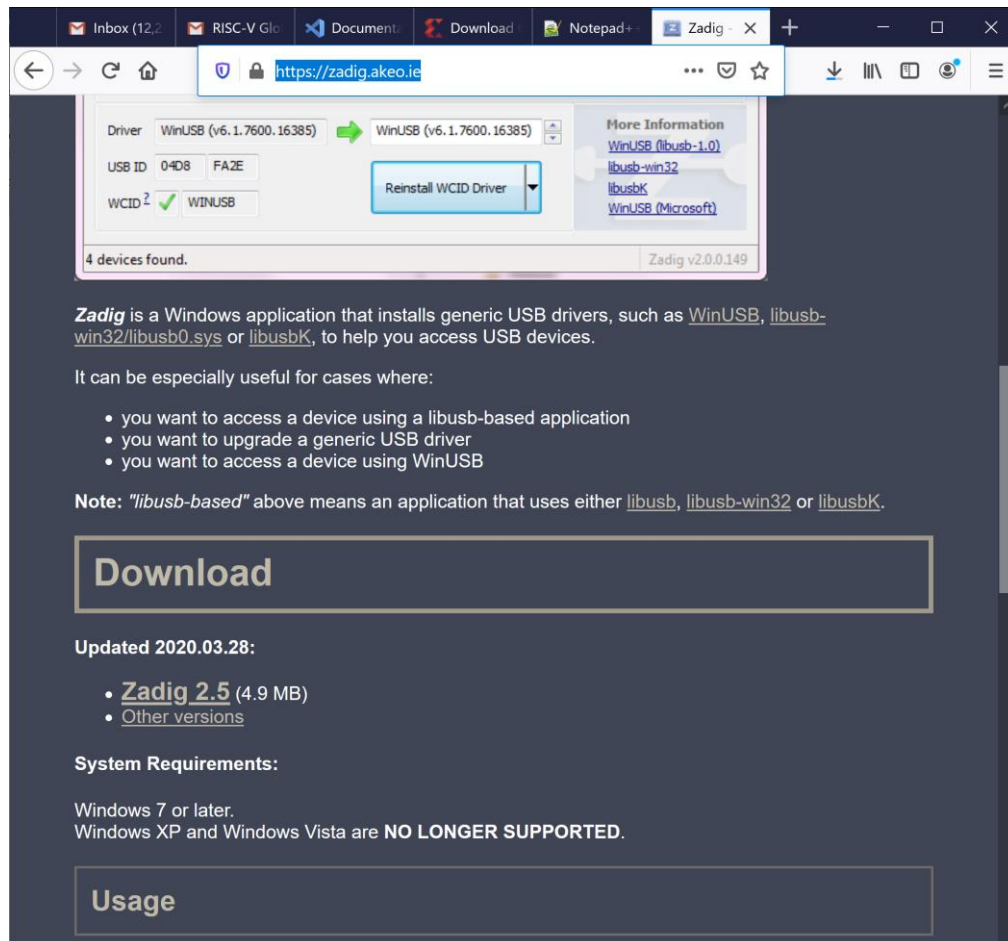 Inbox (12,2 RISC-V Glo Documenta Download Notepad++ Zadig -
https://zadig.akeo.ie
Driver WinUSB (v6.1.7600.16385) WinUSB (v6.1.7600.16385) More Information
WinUSB (libusb-1.0)
USB ID 04D8 FA2E libusb-win32
Reinstall WCID Driver libusbK
WCID ? WINUSB WinUSB (Microsoft)
4 devices found. Zadig v2.0.0.149
Zadig is a Windows application that installs generic USB drivers, such as WinUSB, libusb-
win32/libusb0.sys or libusbK, to help you access USB devices.
It can be especially useful for cases where:
• you want to access a device using a libusb-based application
• you want to upgrade a generic USB driver
• you want to access a device using WinUSB
Note: "libusb-based" above means an application that uses either libusb, libusb-win32 or libusbK.
Download
Updated 2020.03.28:
• Zadig 2.5 (4.9 MB)
• Other versions
System Requirements:
Windows 7 or later.
Windows XP and Windows Vista are NO LONGER SUPPORTED.
Usage